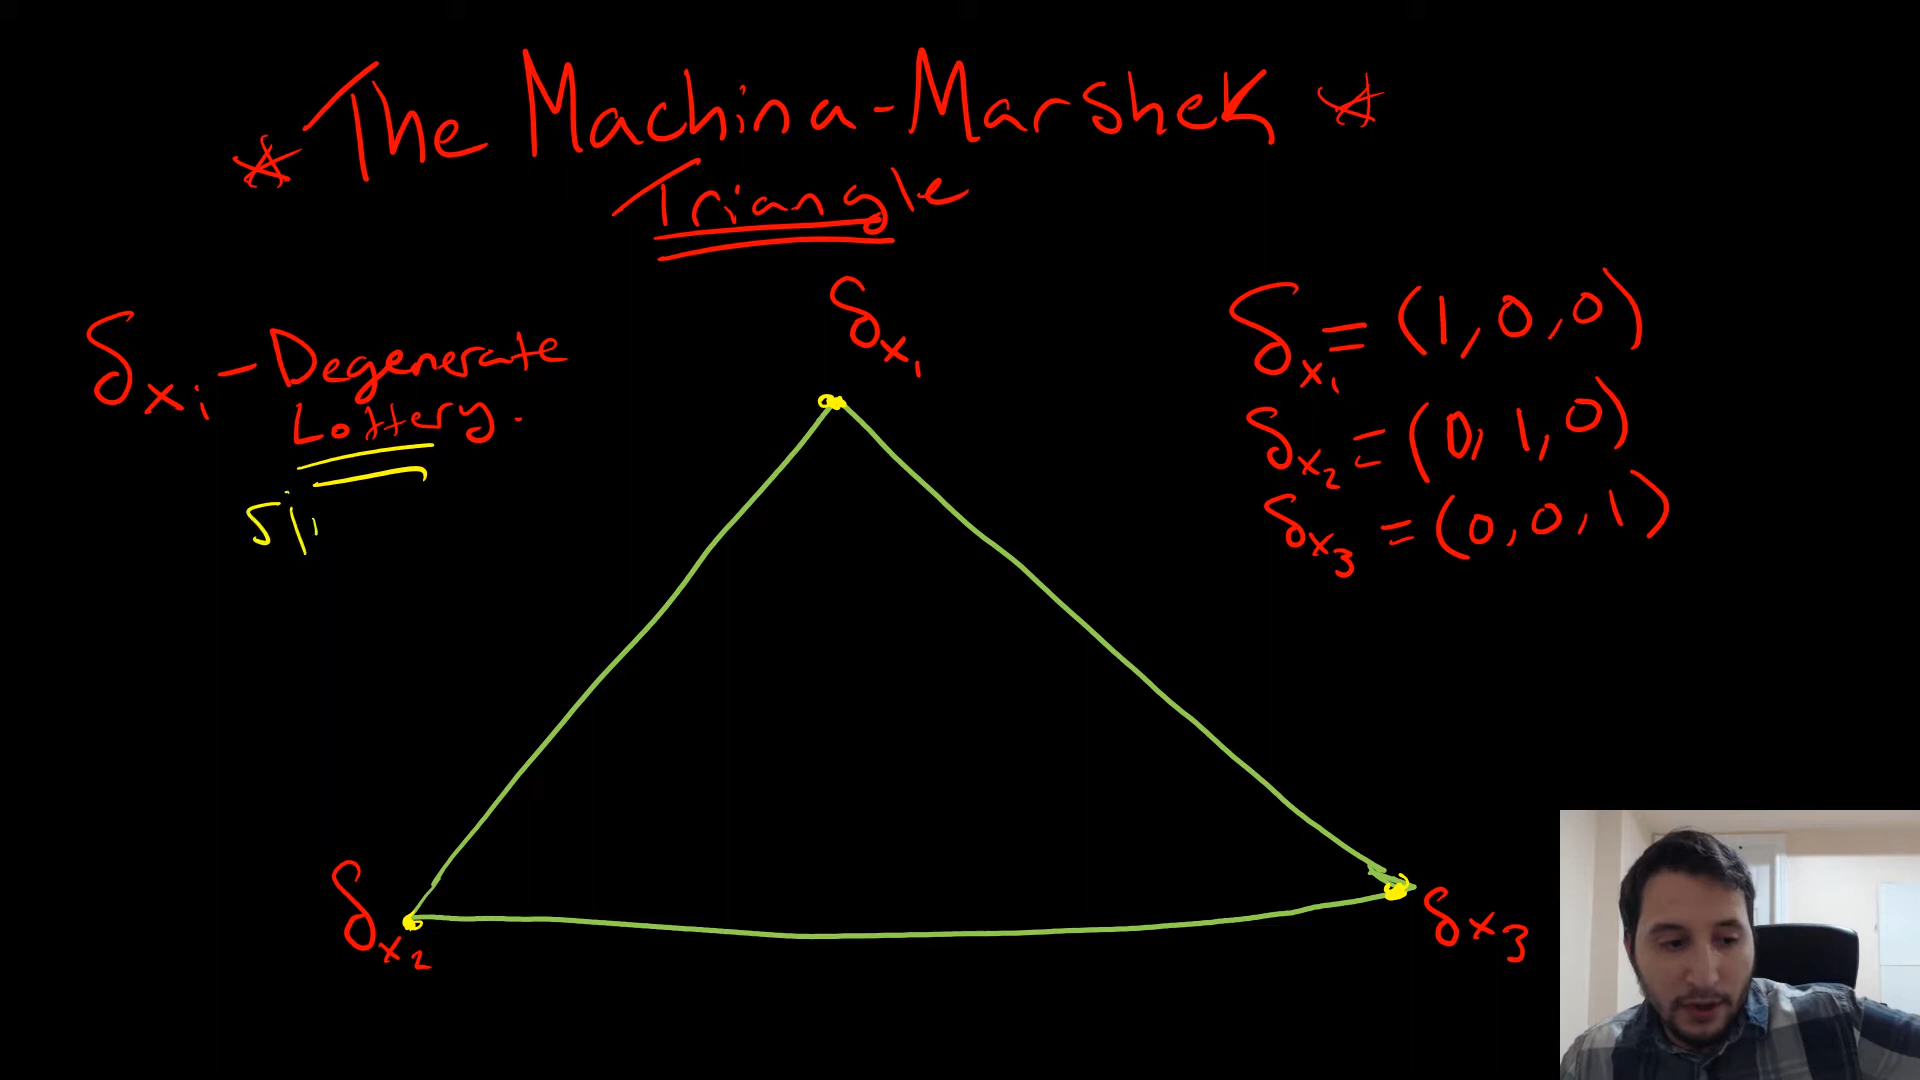 * The Machina-Marshek *
Triangle
δx₁
δxᵢ - Degenerate
Lottery.
δx₁ = (1, 0, 0)
δx₂ = (0, 1, 0)
δx₃ = (0, 0, 1)
δx₂
δx₃